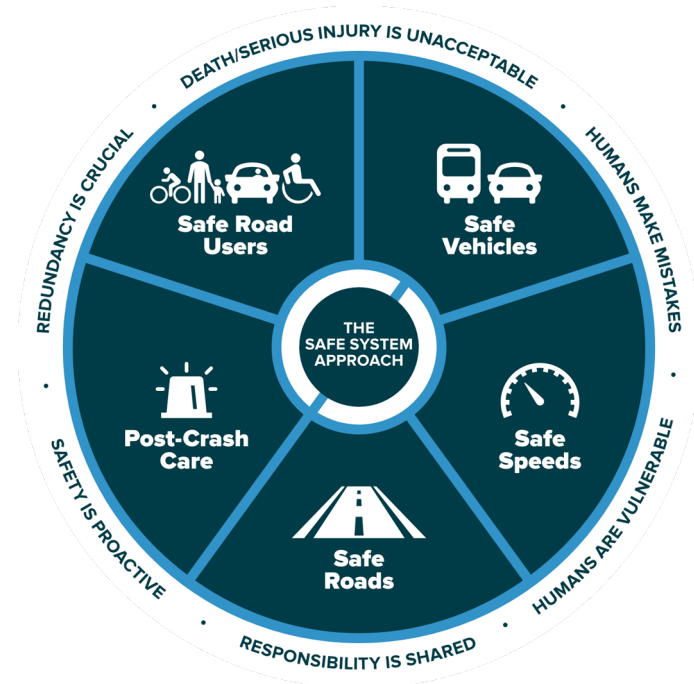 DEATH/SERIOUS INJURY IS UNACCEPTABLE
HUMANS MAKE MISTAKES
HUMANS ARE VULNERABLE
RESPONSIBILITY IS SHARED
SAFETY IS PROACTIVE
REDUNDANCY IS CRUCIAL
Safe Road
Users
Safe
Vehicles
Safe
Speeds
Safe
Roads
Post-Crash
Care
THE
SAFE SYSTEM
APPROACH